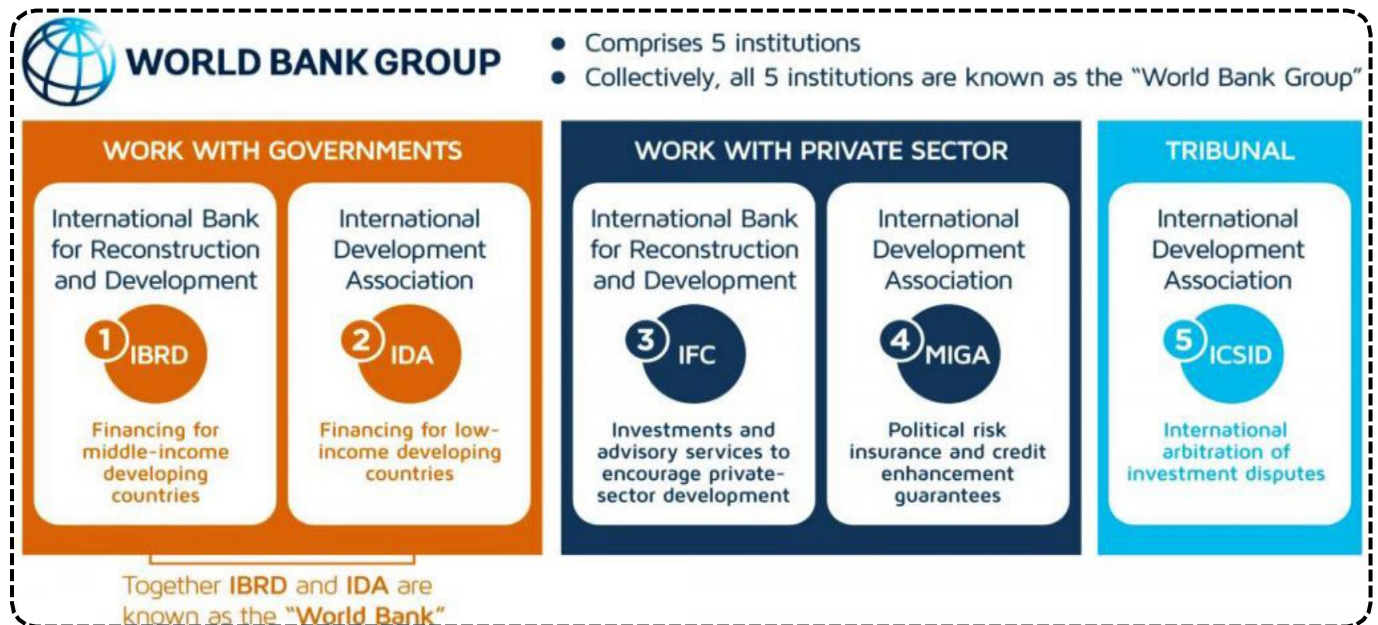 WORLD BANK GROUP
● Comprises 5 institutions
● Collectively, all 5 institutions are known as the “World Bank Group”
WORK WITH GOVERNMENTS
International Bank
for Reconstruction
and Development
1 IBRD
Financing for
middle-income
developing
countries
International
Development
Association
2 IDA
Financing for low-
income developing
countries
Together IBRD and IDA are
known as the “World Bank”
WORK WITH PRIVATE SECTOR
International Bank
for Reconstruction
and Development
3 IFC
Investments and
advisory services to
encourage private-
sector development
International
Development
Association
4 MIGA
Political risk
insurance and credit
enhancement
guarantees
TRIBUNAL
International
Development
Association
5 ICSID
International
arbitration of
investment disputes